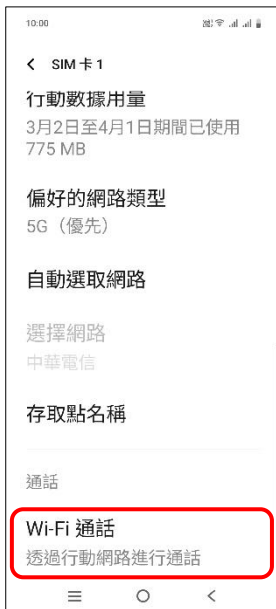 10:00
SIM 卡 1
行動數據用量
3月2日至4月1日期間已使用
775 MB
偏好的網路類型
5G（優先）
自動選取網路
選擇網路
中華電信
存取點名稱
通話
Wi-Fi 通話
透過行動網路進行通話